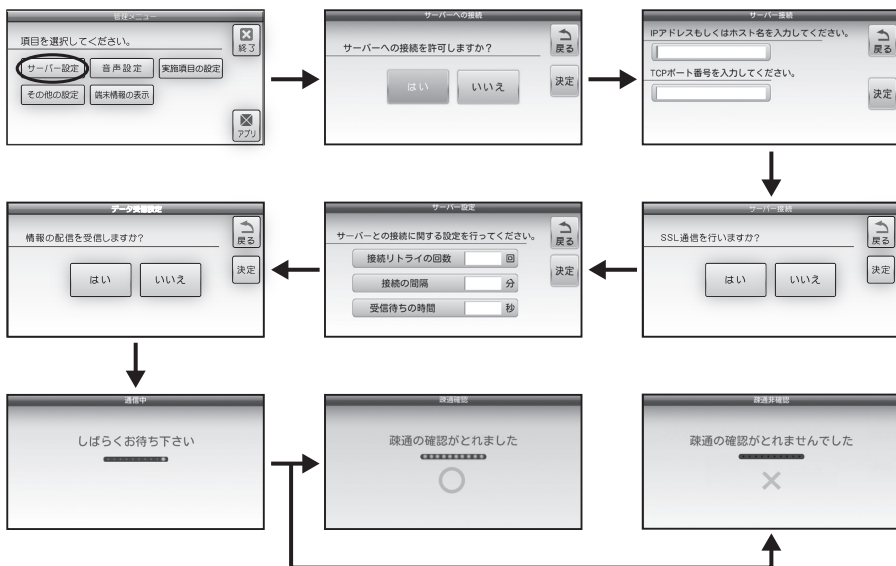 管理メニュー
項目を選択してください。
終了
サーバー設定
音声設定
実施項目の設定
その他の設定
端末情報の表示
アプリ
サーバーへの接続
サーバーへの接続を許可しますか?
戻る
はい
いいえ
決定
サーバー接続
IPアドレスもしくはホスト名を入力してください。
戻る
TCPポート番号を入力してください。
決定
サーバー接続
SSL通信を行いますか?
戻る
はい
いいえ
決定
サーバー設定
サーバーとの接続に関する設定を行ってください。
戻る
接続リトライの回数 回
接続の間隔 分
受信待ちの時間 秒
決定
データ受信設定
情報の配信を受信しますか?
戻る
はい
いいえ
決定
通信中
しばらくお待ち下さい
疎通確認
疎通の確認がとれました
疎通非確認
疎通の確認がとれませんでした